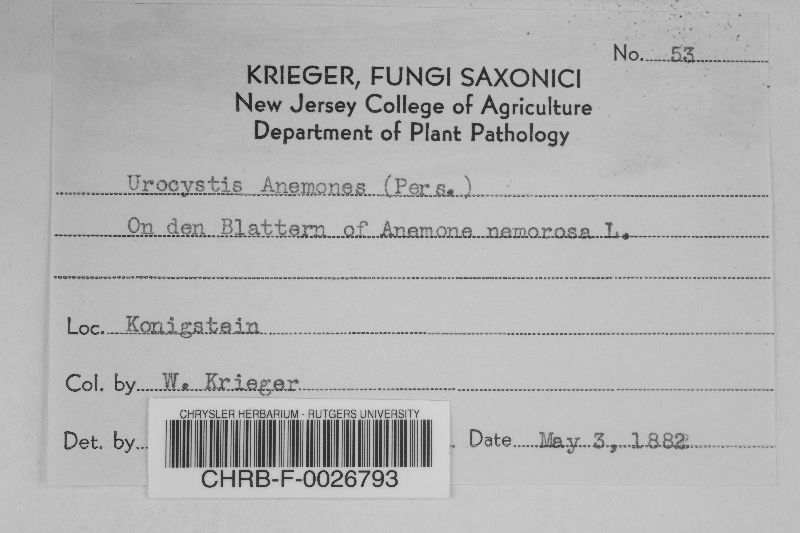 No. 53
KRIEGER, FUNGI SAXONICI
New Jersey College of Agriculture
Department of Plant Pathology
Urocystis Anemones (Pers.)
On den Blattern of Anemone nemorosa L.
Loc. Konigstein
Col. by W. Krieger
Det. by
Date May 3, 1882
CHRYSLER HERBARIUM - RUTGERS UNIVERSITY
CHRB-F-0026793